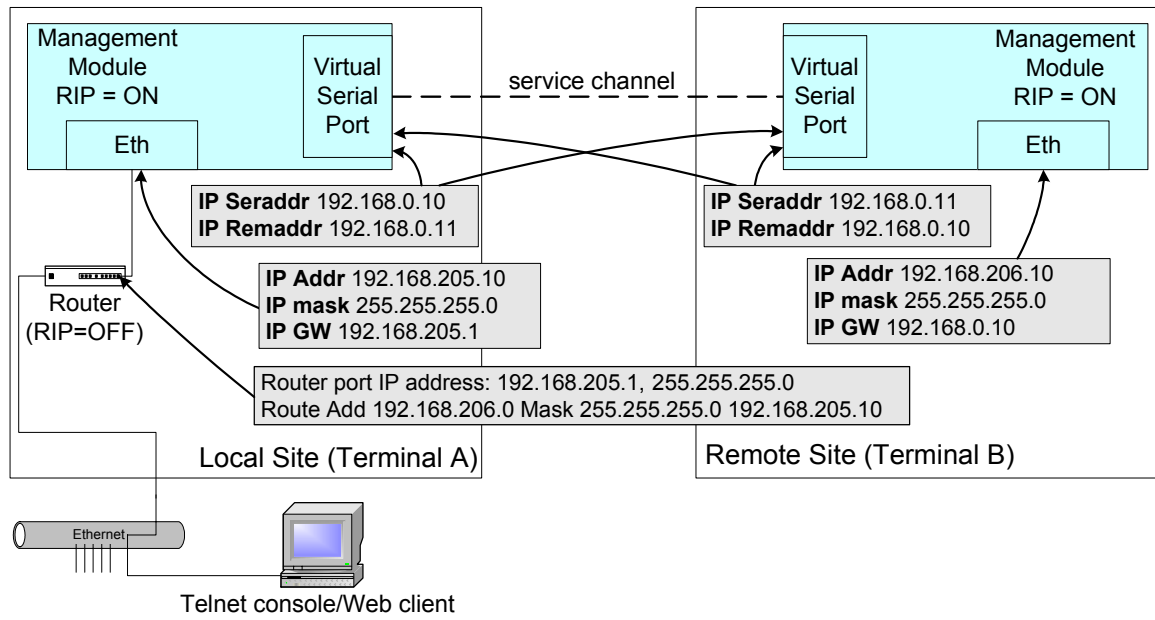 Management
Module
RIP = ON
Virtual
Serial
Port
Eth
service channel
Virtual
Serial
Port
Management
Module
RIP = ON
Eth
IP Seraddr 192.168.0.10
IP Remaddr 192.168.0.11
IP Seraddr 192.168.0.11
IP Remaddr 192.168.0.10
Router
(RIP=OFF)
IP Addr 192.168.205.10
IP mask 255.255.255.0
IP GW 192.168.205.1
IP Addr 192.168.206.10
IP mask 255.255.255.0
IP GW 192.168.0.10
Router port IP address: 192.168.205.1, 255.255.255.0
Route Add 192.168.206.0 Mask 255.255.255.0 192.168.205.10
Local Site (Terminal A)
Remote Site (Terminal B)
Ethernet
Telnet console/Web client